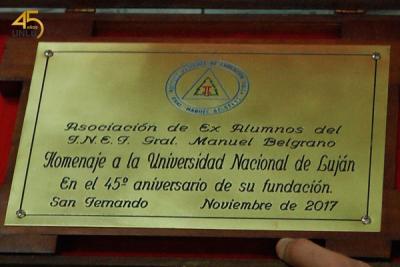 45 años
UNLu
Asociación de Ex Alumnos del
I.N.E.T. Gral. Manuel Belgrano
Homenaje a la Universidad Nacional de Luján
En el 45º aniversario de su fundación.
San Fernando Noviembre de 2017